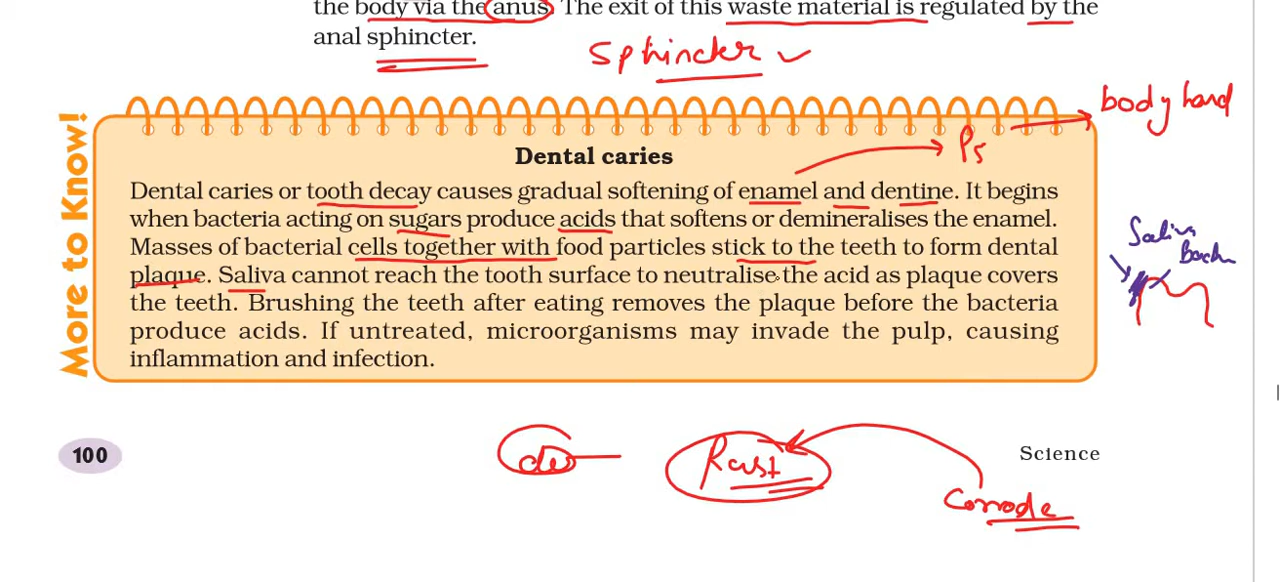 the body via the anus. The exit of this waste material is regulated by the
anal sphincter.
Sphincter
body hard
More to Know!
Dental caries
P5
Dental caries or tooth decay causes gradual softening of enamel and dentine. It begins
when bacteria acting on sugars produce acids that softens or demineralises the enamel.
Masses of bacterial cells together with food particles stick to the teeth to form dental
plaque. Saliva cannot reach the tooth surface to neutralise the acid as plaque covers
the teeth. Brushing the teeth after eating removes the plaque before the bacteria
produce acids. If untreated, microorganisms may invade the pulp, causing
inflammation and infection.
Saliva
100
Rust
Science
Corrode